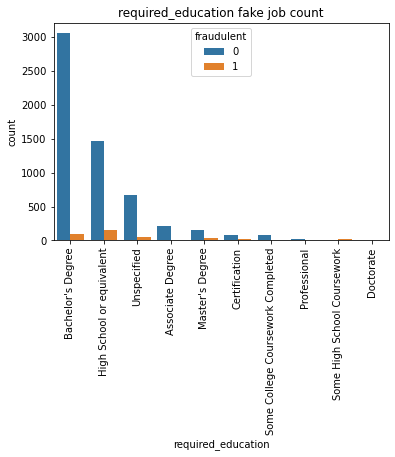 required_education fake job count
fraudulent
0
1
3000
2500
2000
1500
1000
500
0
count
Bachelor's Degree
High School or equivalent
Unspecified
Associate Degree
Master's Degree
Certification
Some College Coursework Completed
Professional
Some High School Coursework
Doctorate
required_education